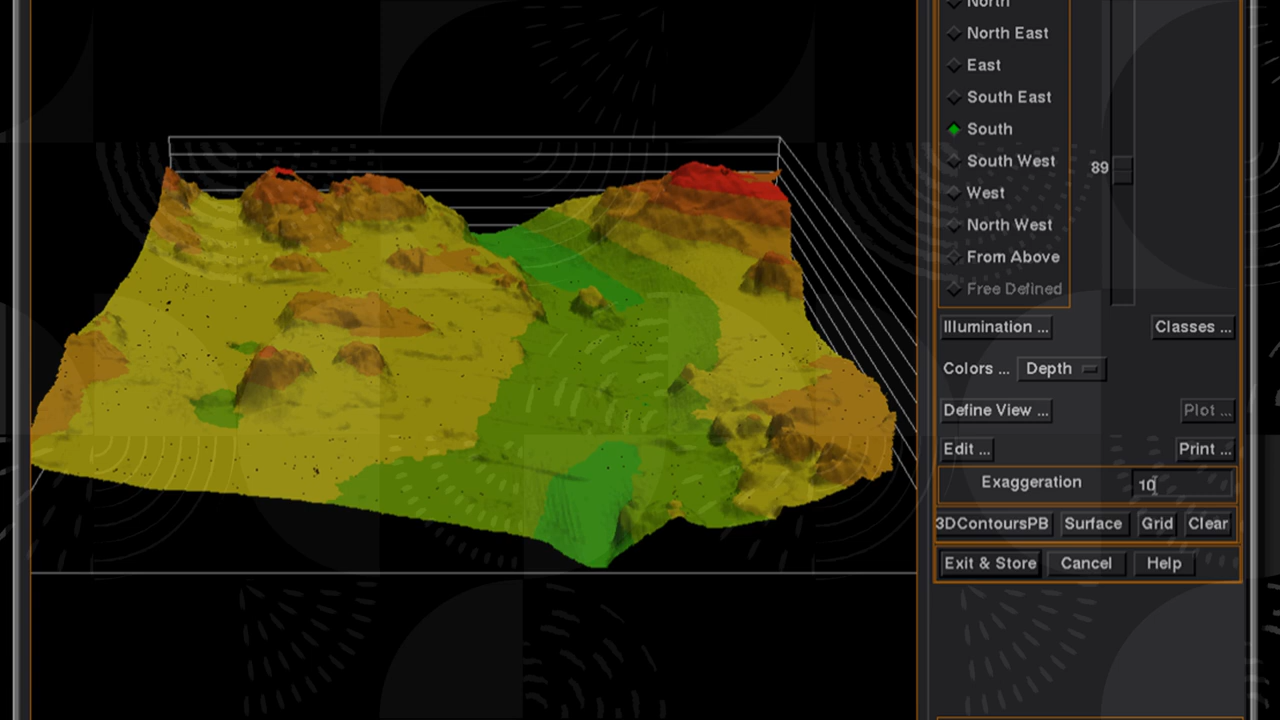 North
North East
East
South East
South
South West
89
West
North West
From Above
Free Defined
Illumination ...
Classes ...
Colors ...
Depth
Define View ...
Plot ...
Edit ...
Print ...
Exaggeration
10
3DContoursPB
Surface
Grid
Clear
Exit & Store
Cancel
Help